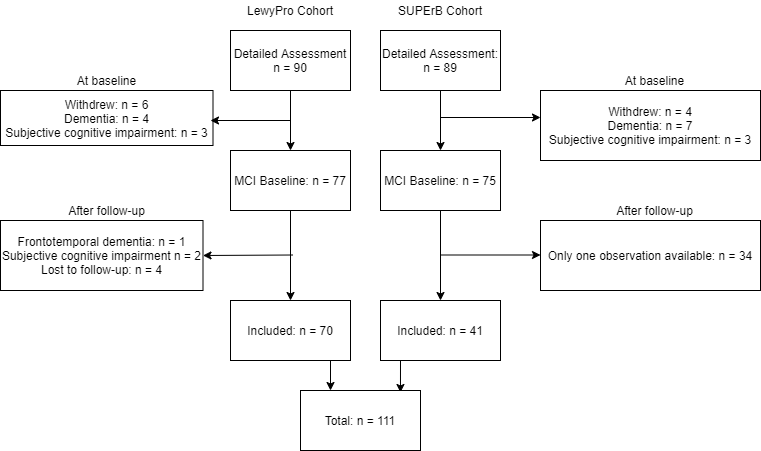 LewyPro Cohort
SUPErB Cohort
Detailed Assessment
n = 90
Detailed Assessment:
n = 89
At baseline
Withdrew: n = 6
Dementia: n = 4
Subjective cognitive impairment: n = 3
At baseline
Withdrew: n = 4
Dementia: n = 7
Subjective cognitive impairment: n = 3
MCI Baseline: n = 77
MCI Baseline: n = 75
After follow-up
Frontotemporal dementia: n = 1
Subjective cognitive impairment n = 2
Lost to follow-up: n = 4
After follow-up
Only one observation available: n = 34
Included: n = 70
Included: n = 41
Total: n = 111